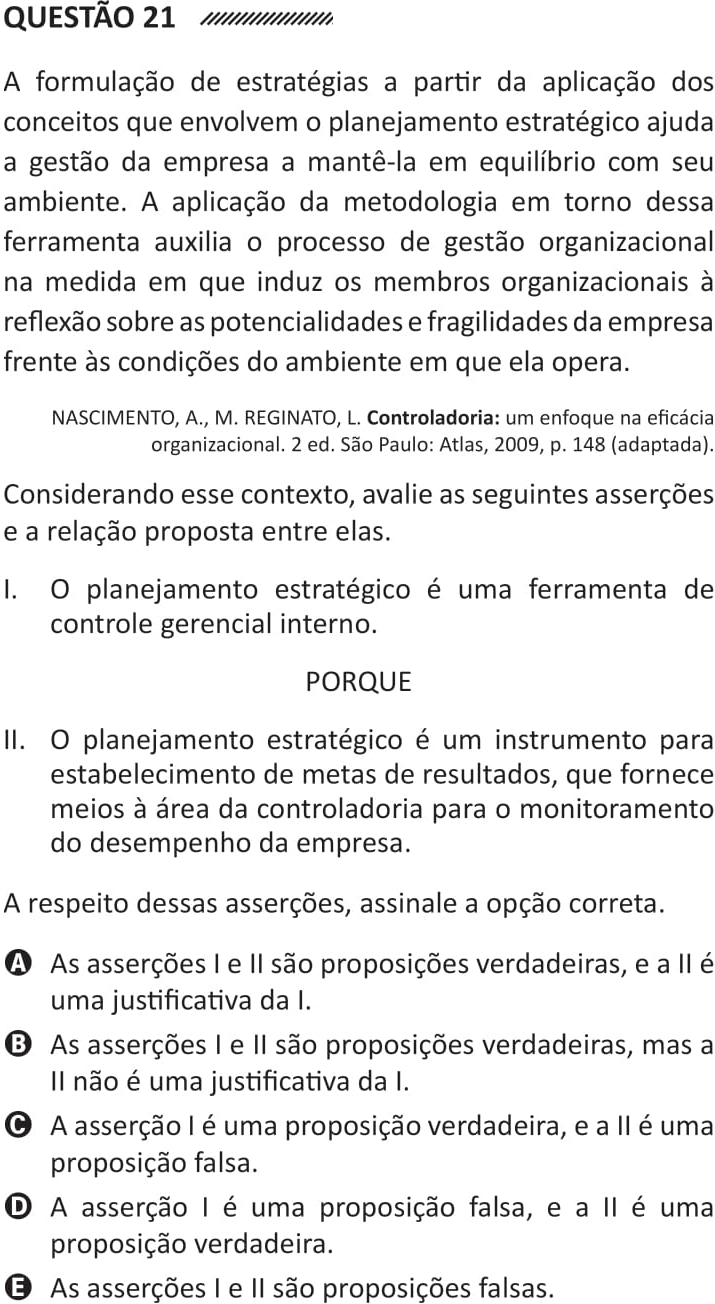 QUESTÃO 21
A formulação de estratégias a partir da aplicação dos
conceitos que envolvem o planejamento estratégico ajuda
a gestão da empresa a mantê-la em equilíbrio com seu
ambiente. A aplicação da metodologia em torno dessa
ferramenta auxilia o processo de gestão organizacional
na medida em que induz os membros organizacionais à
reflexão sobre as potencialidades e fragilidades da empresa
frente às condições do ambiente em que ela opera.
NASCIMENTO, A., M. REGINATO, L. Controladoria: um enfoque na eficácia
organizacional. 2 ed. São Paulo: Atlas, 2009, p. 148 (adaptada).
Considerando esse contexto, avalie as seguintes asserções
e a relação proposta entre elas.
I. O planejamento estratégico é uma ferramenta de
controle gerencial interno.
PORQUE
II. O planejamento estratégico é um instrumento para
estabelecimento de metas de resultados, que fornece
meios à área da controladoria para o monitoramento
do desempenho da empresa.
A respeito dessas asserções, assinale a opção correta.
A As asserções I e II são proposições verdadeiras, e a II é
uma justificativa da I.
B As asserções I e II são proposições verdadeiras, mas a
II não é uma justificativa da I.
C A asserção I é uma proposição verdadeira, e a II é uma
proposição falsa.
D A asserção I é uma proposição falsa, e a II é uma
proposição verdadeira.
E As asserções I e II são proposições falsas.